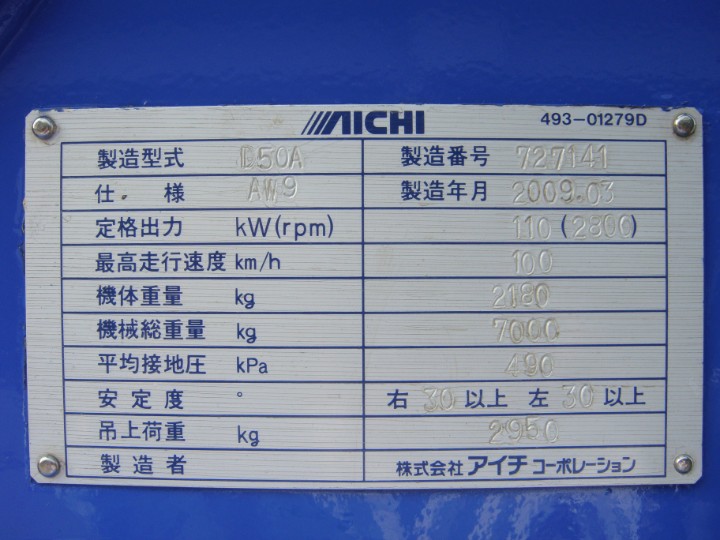 AICHI 493-01279D
製造型式 D50A 製造番号 727141
仕. 様 AW9 製造年月 2009.03
定格出力 kW(rpm) 110 (2800)
最高走行速度 km/h 100
機体重量 kg 2180
機械総重量 kg 7000
平均接地圧 kPa 490
安定度 ° 右 30 以上 左 30 以上
吊上荷重 kg 2950
製造者 株式会社 アイチ コーポレーション